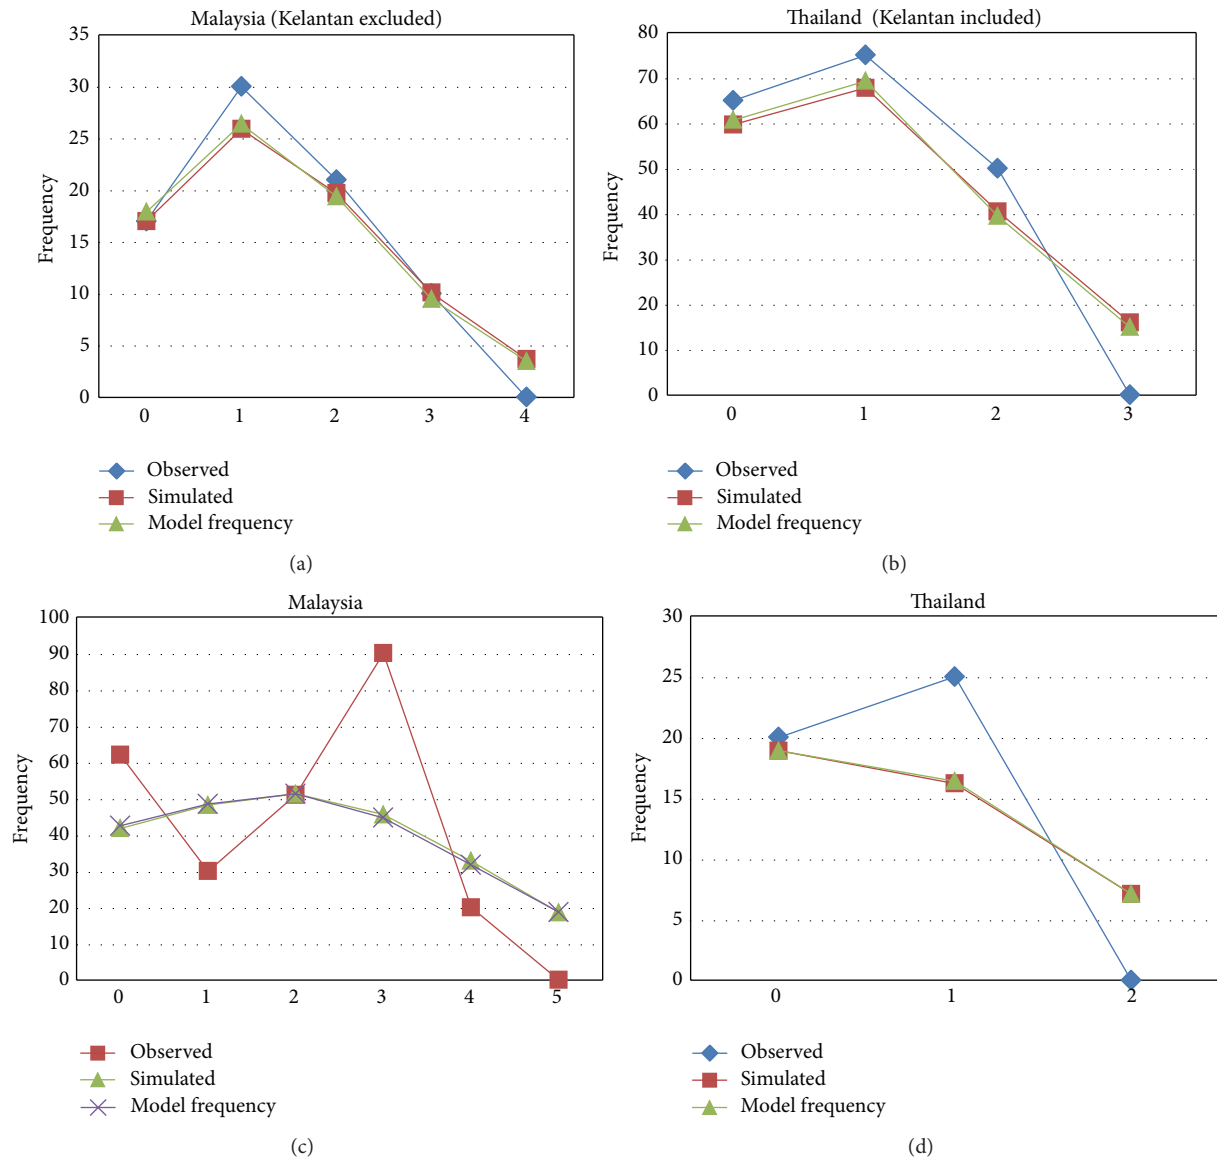 Malaysia (Kelantan excluded)
35
30
25
20
15
10
5
0
Frequency
0 1 2 3 4
Observed
Simulated
Model frequency
(a)
Thailand (Kelantan included)
80
70
60
50
40
30
20
10
0
Frequency
0 1 2 3
Observed
Simulated
Model frequency
(b)
Malaysia
100
90
80
70
60
50
40
30
20
10
0
Frequency
0 1 2 3 4 5
Observed
Simulated
Model frequency
(c)
Thailand
30
25
20
15
10
5
0
Frequency
0 1 2
Observed
Simulated
Model frequency
(d)